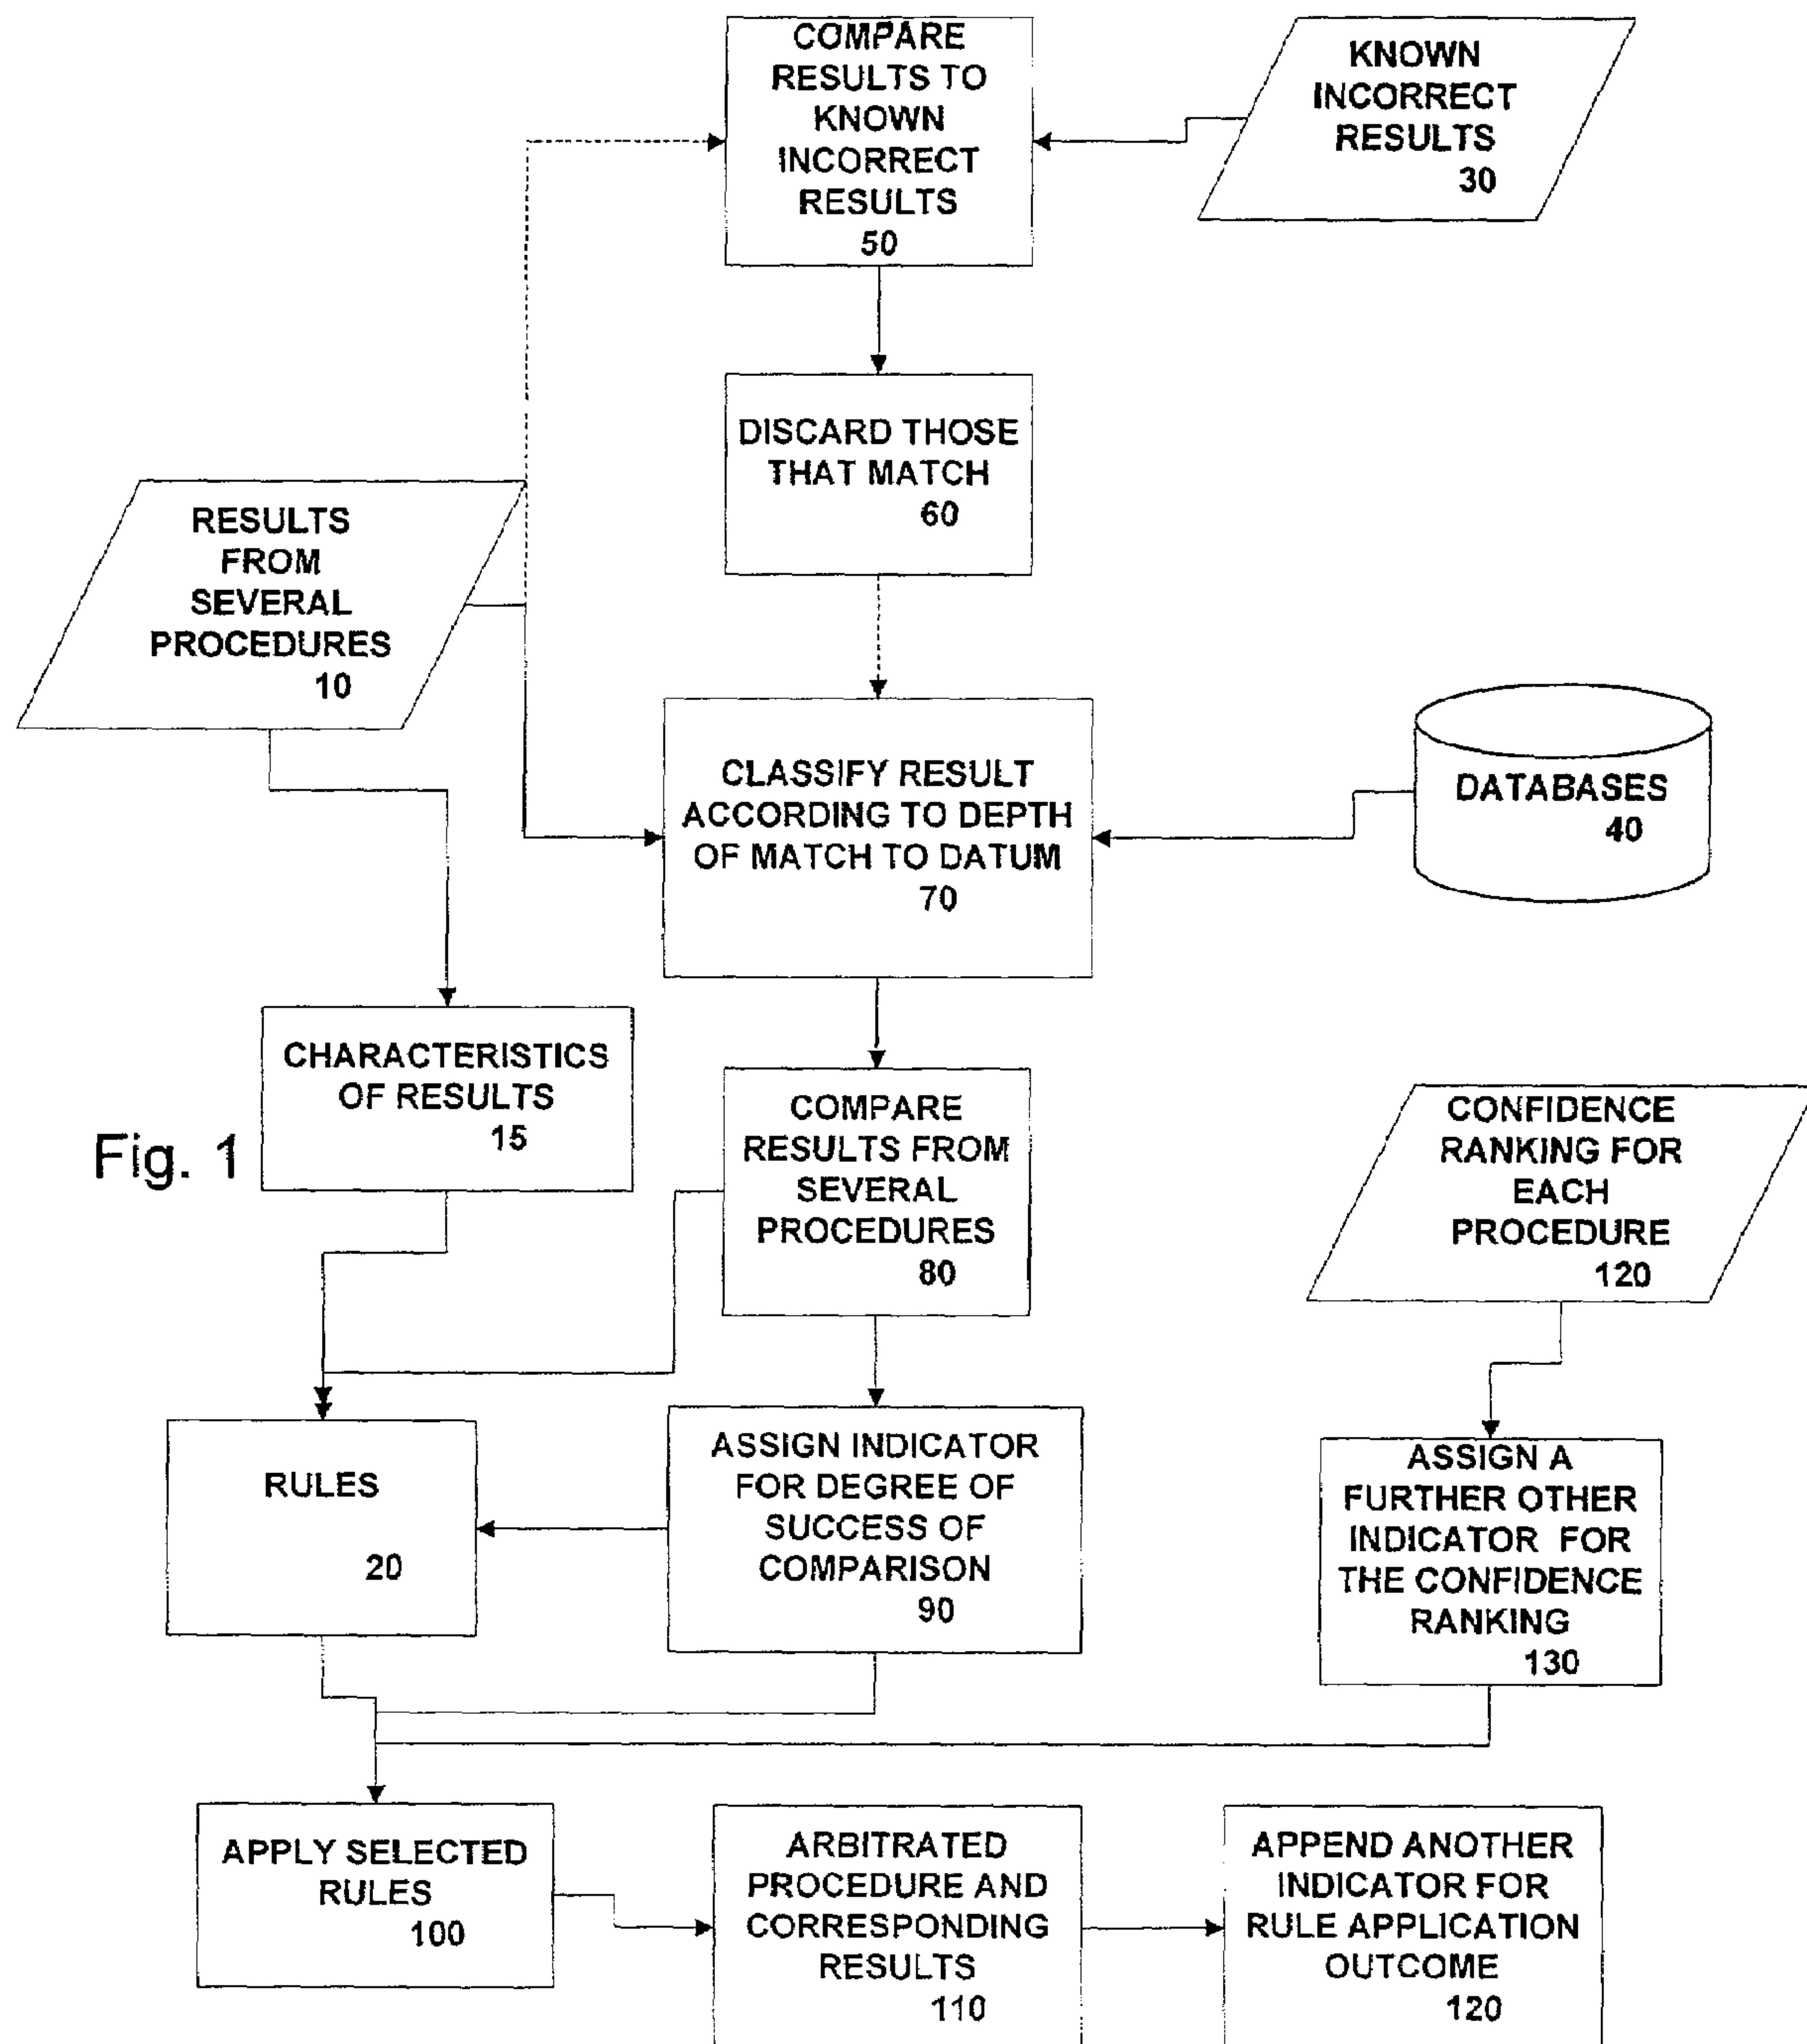 COMPARE
RESULTS TO
KNOWN
INCORRECT
RESULTS
50
KNOWN
INCORRECT
RESULTS
30
DISCARD THOSE
THAT MATCH
60
RESULTS
FROM
SEVERAL
PROCEDURES
10
CLASSIFY RESULT
ACCORDING TO DEPTH
OF MATCH TO DATUM
70
DATABASES
40
CHARACTERISTICS
OF RESULTS
15
Fig. 1
COMPARE
RESULTS FROM
SEVERAL
PROCEDURES
80
CONFIDENCE
RANKING FOR
EACH
PROCEDURE
120
RULES
20
ASSIGN INDICATOR
FOR DEGREE OF
SUCCESS OF
COMPARISON
90
ASSIGN A
FURTHER OTHER
INDICATOR FOR
THE CONFIDENCE
RANKING
130
APPLY SELECTED
RULES
100
ARBITRATED
PROCEDURE AND
CORRESPONDING
RESULTS
110
APPEND ANOTHER
INDICATOR FOR
RULE APPLICATION
OUTCOME
120